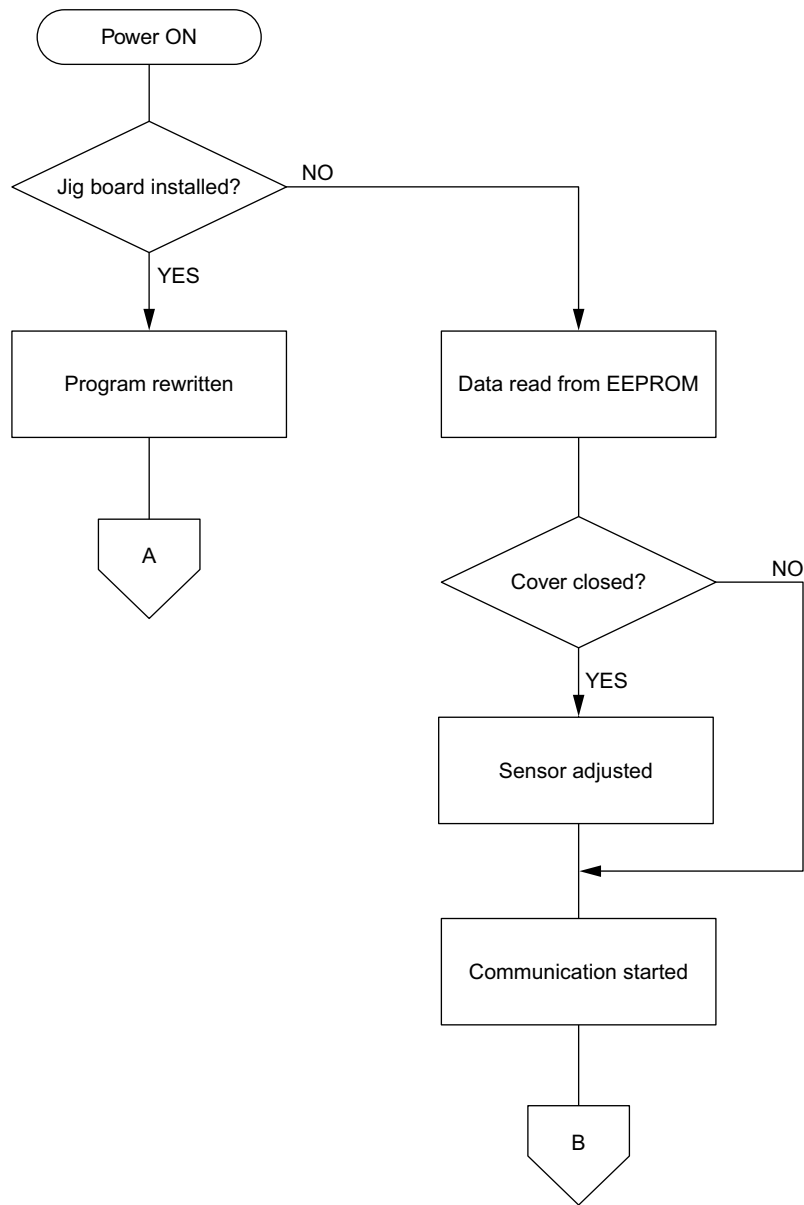 Power ON
Jig board installed?
NO
YES
Program rewritten
A
Data read from EEPROM
Cover closed?
NO
YES
Sensor adjusted
Communication started
B